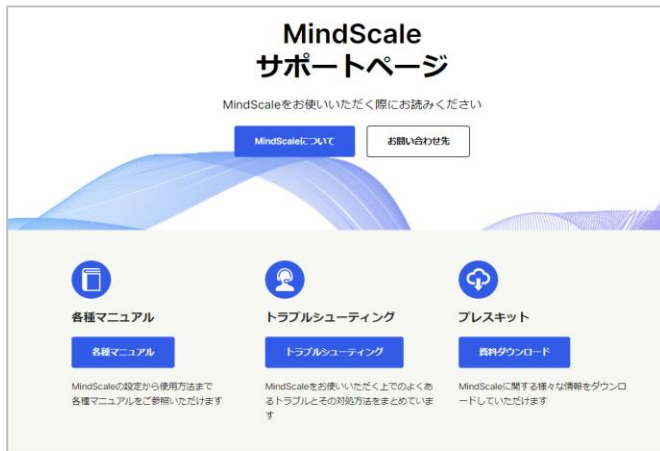 MindScale
サポートページ
MindScaleをお使いいただく際にお読みください
MindScaleについて
お問い合わせ先
各種マニュアル
各種マニュアル
MindScaleの設定から使用方法まで
各種マニュアルをご参照いただけます
トラブルシューティング
トラブルシューティング
MindScaleをお使いいただく上でのよくあ
るトラブルとその対処方法をまとめていま
す
プレスキット
資料ダウンロード
MindScaleに関する様々な情報をダウンロ
ードしていただけます